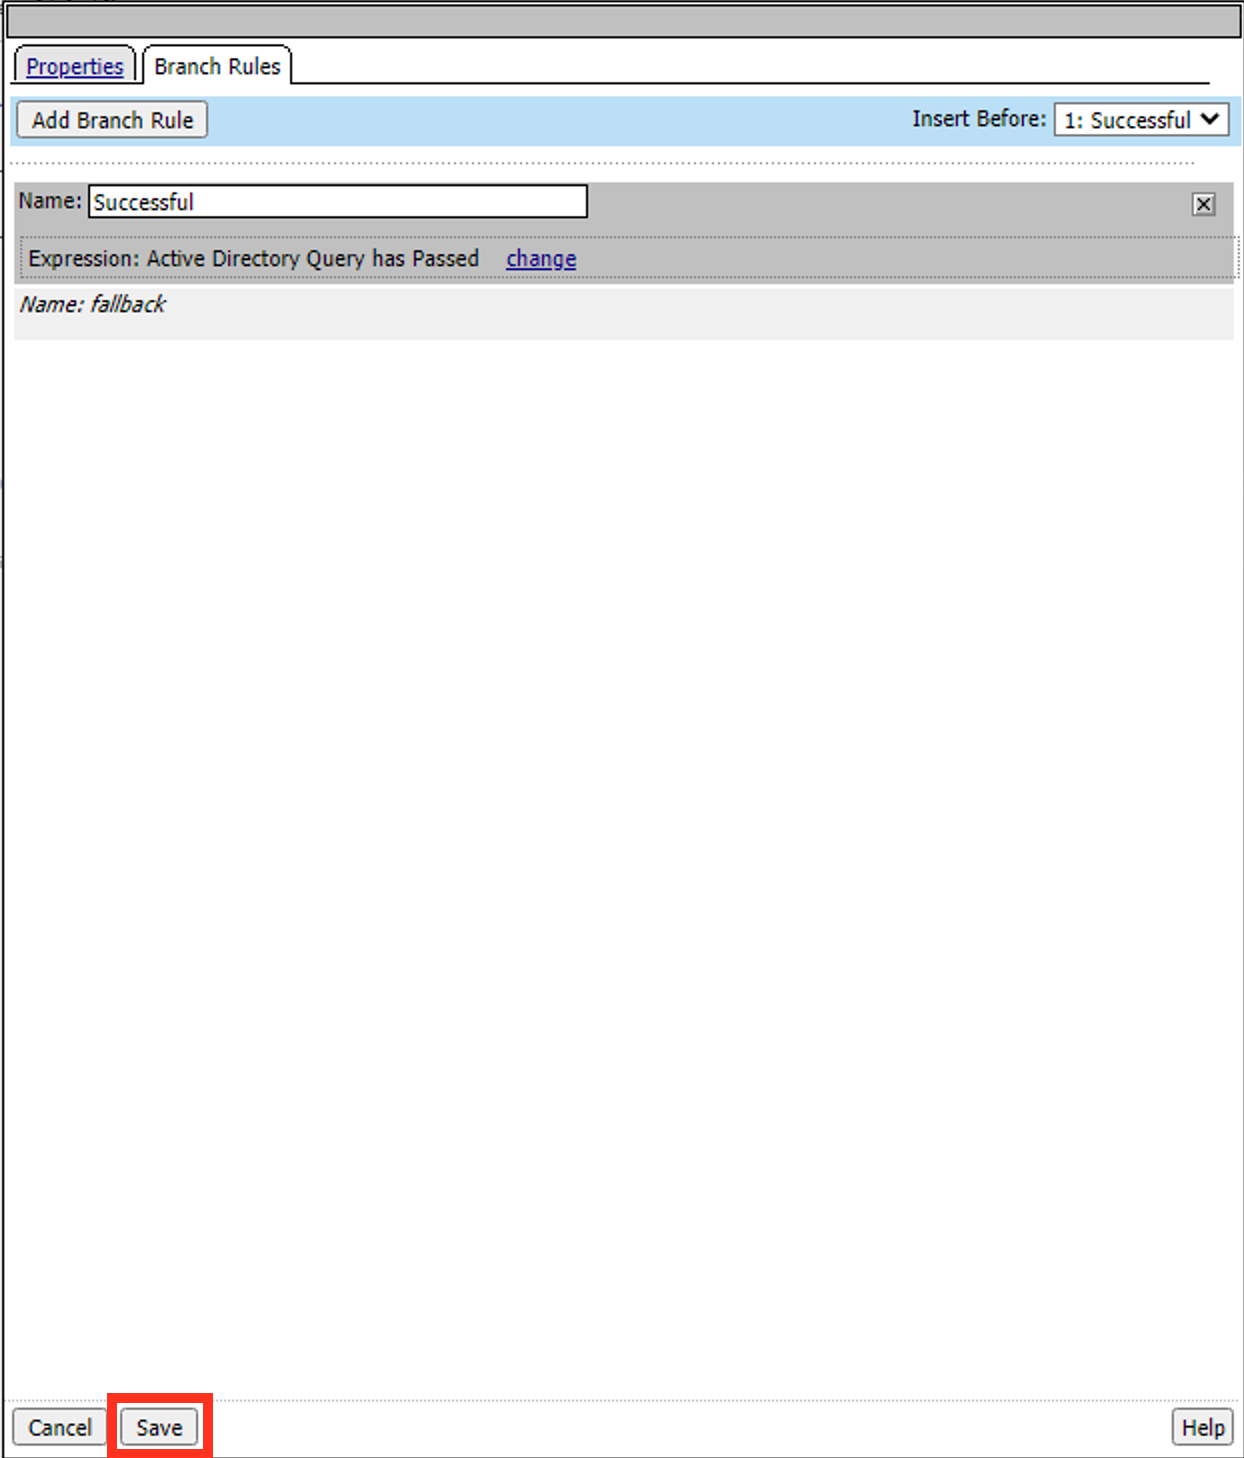 Properties Branch Rules
Add Branch Rule Insert Before: 1: Successful
Name: Successful
Expression: Active Directory Query has Passed change
Name: fallback
Cancel Save Help